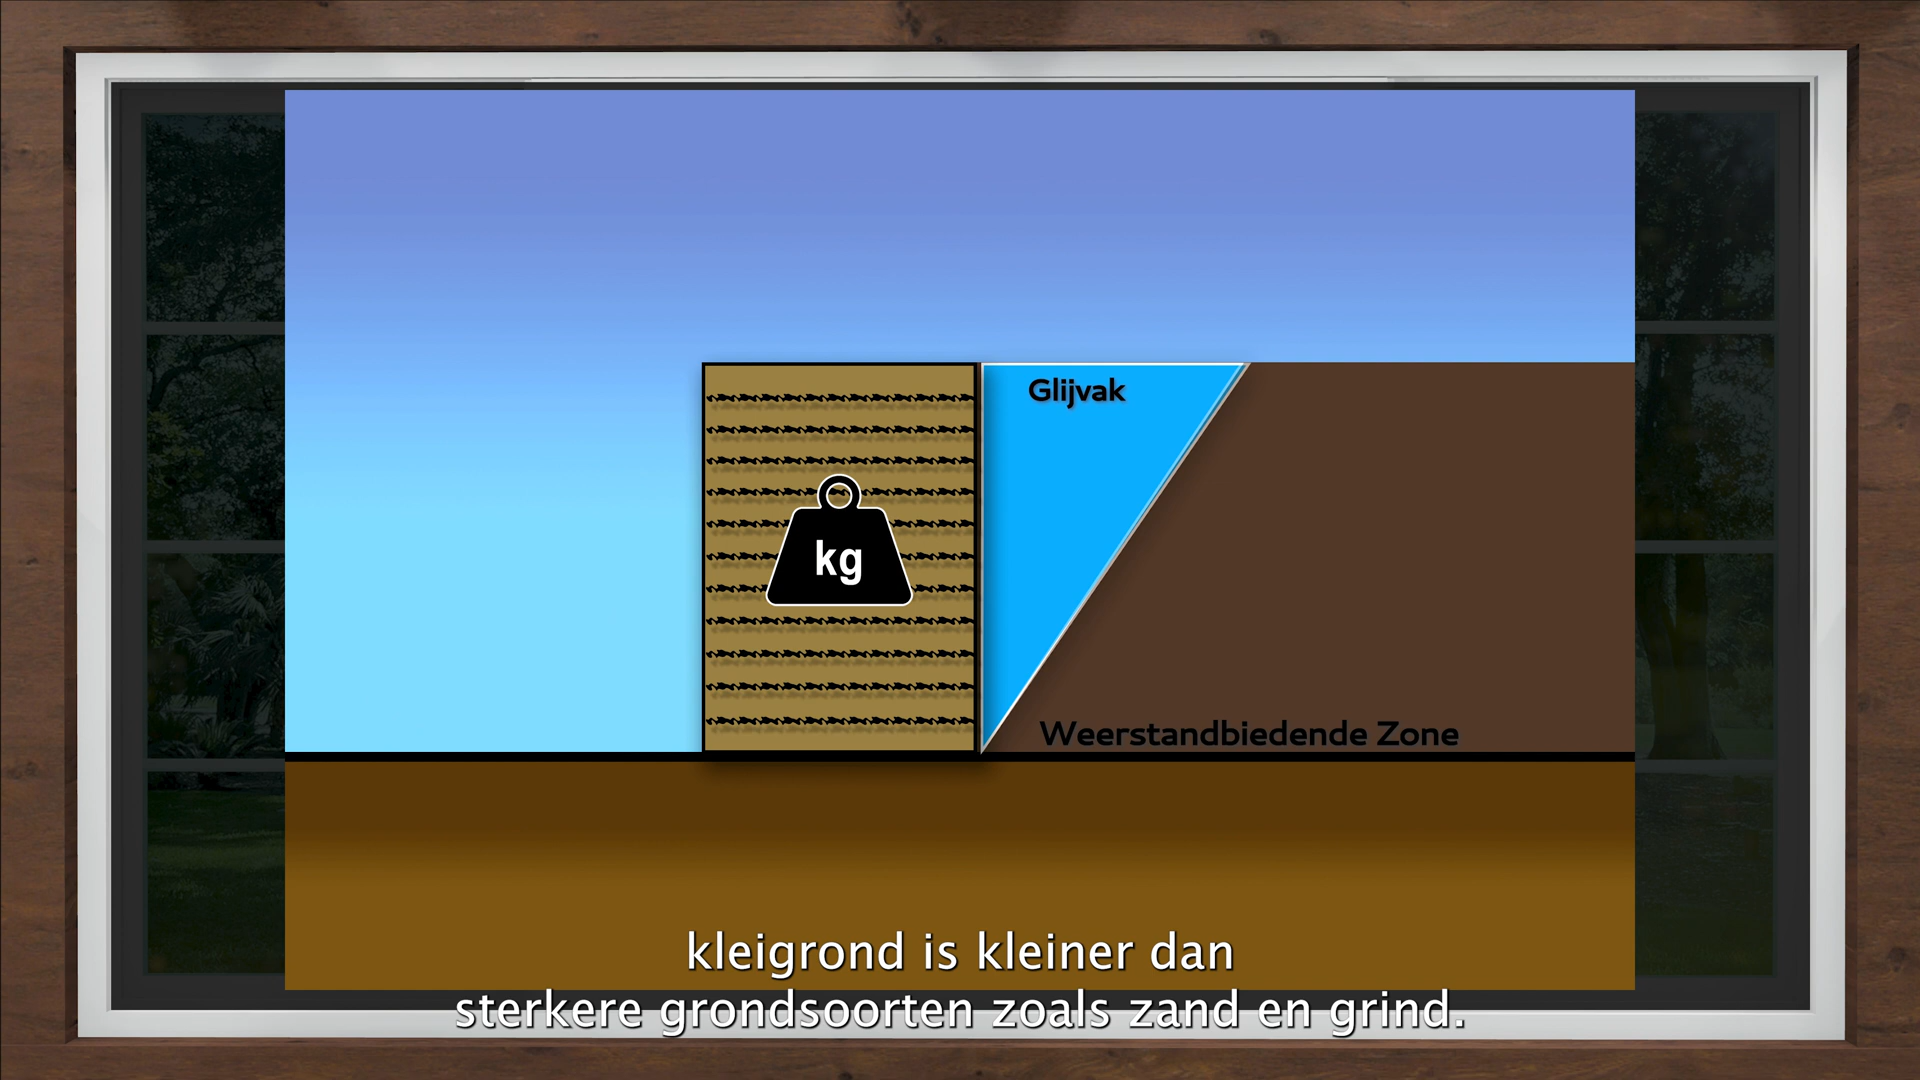 Glijvak
kg
Weerstandbiedende Zone
kleigrond is kleiner dan
sterkere grondsoorten zoals zand en grind.